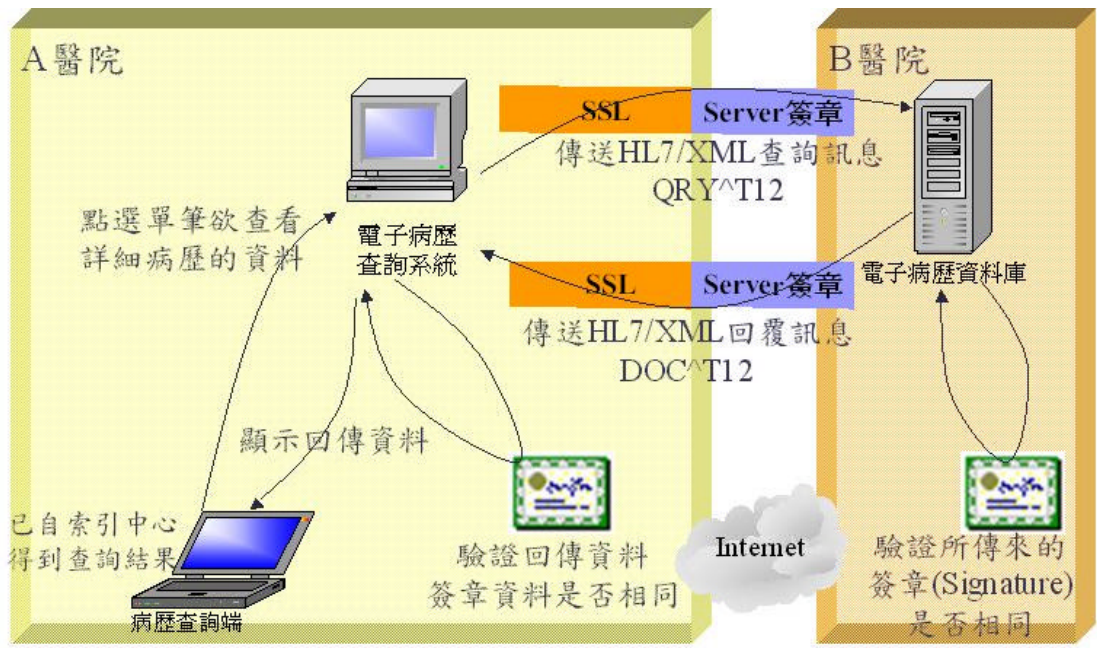 A醫院
B醫院
SSL
Server簽章
傳送HL7/XML查詢訊息
QRY^T12
點選單筆欲查看
詳細病歷的資料
電子病歷
查詢系統
電子病歷資料庫
SSL
Server簽章
傳送HL7/XML回覆訊息
DOC^T12
顯示回傳資料
已自索引中心
得到查詢結果
病歷查詢端
驗證回傳資料
簽章資料是否相同
Internet
驗證所傳來的
簽章(Signature)
是否相同